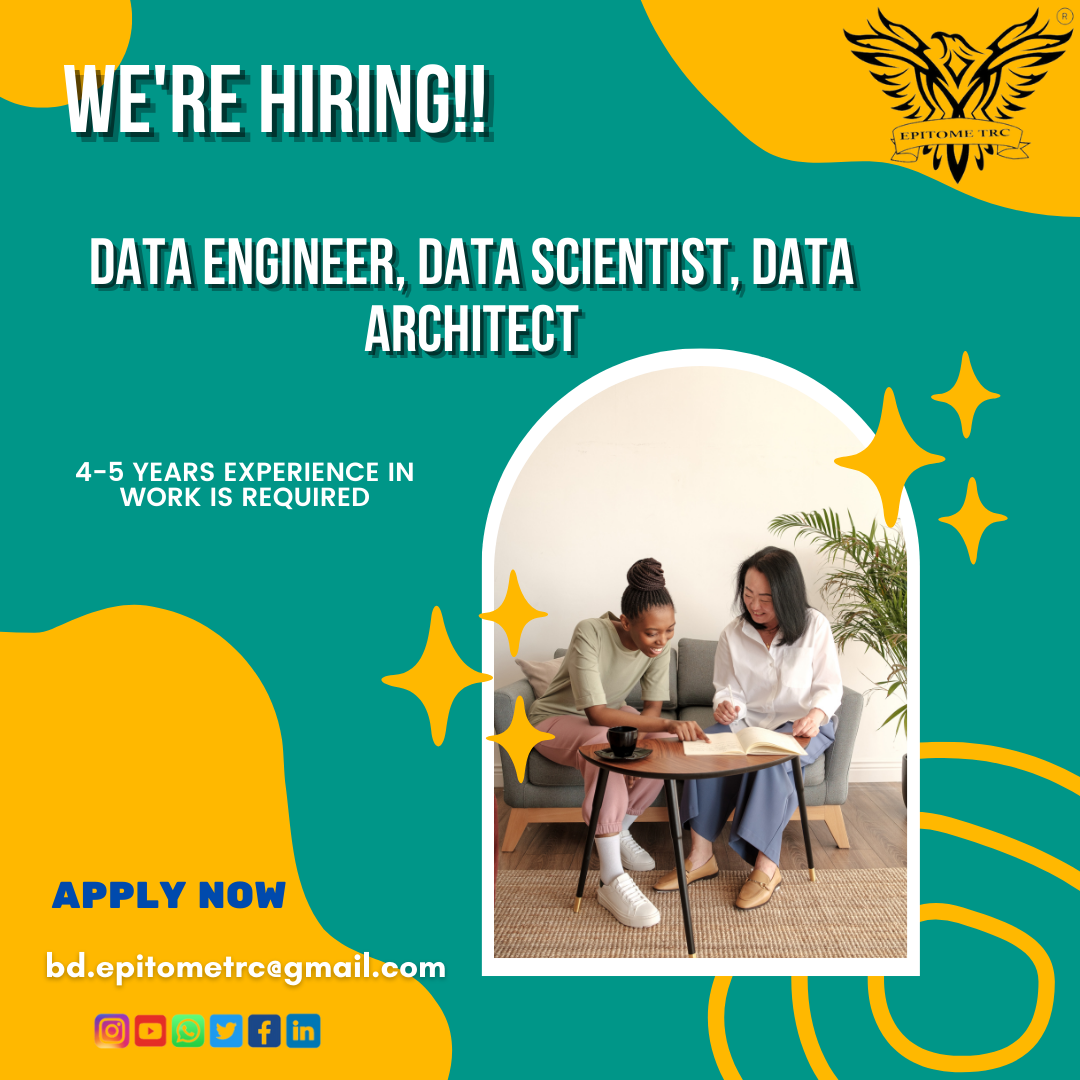 WE'RE HIRING!!
®
EPITOME TRC
DATA ENGINEER, DATA SCIENTIST, DATA
ARCHITECT
4-5 YEARS EXPERIENCE IN
WORK IS REQUIRED
APPLY NOW
bd.epitometrc@gmail.com
in